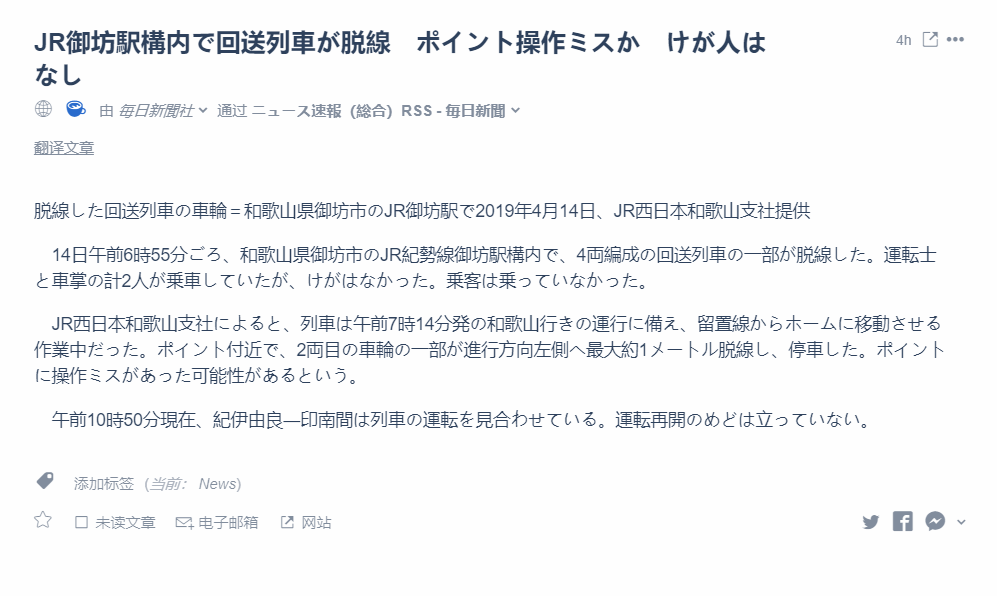 JR御坊駅構内で回送列車が脱線　ポイント操作ミスか　けが人は
なし
4h
由 毎日新聞社 通过 ニュース速報（総合）RSS - 毎日新聞
翻译文章
脱線した回送列車の車輪＝和歌山県御坊市のJR御坊駅で2019年4月14日、JR西日本和歌山支社提供
　14日午前6時55分ごろ、和歌山県御坊市のJR紀勢線御坊駅構内で、4両編成の回送列車の一部が脱線した。運転士
と車掌の計2人が乗車していたが、けがはなかった。乗客は乗っていなかった。
　JR西日本和歌山支社によると、列車は午前7時14分発の和歌山行きの運行に備え、留置線からホームに移動させる
作業中だった。ポイント付近で、2両目の車輪の一部が進行方向左側へ最大約1メートル脱線し、停車した。ポイント
に操作ミスがあった可能性があるという。
　午前10時50分現在、紀伊由良―印南間は列車の運転を見合わせている。運転再開のめどは立っていない。
添加标签 (当前： News)
未读文章 电子邮箱 网站